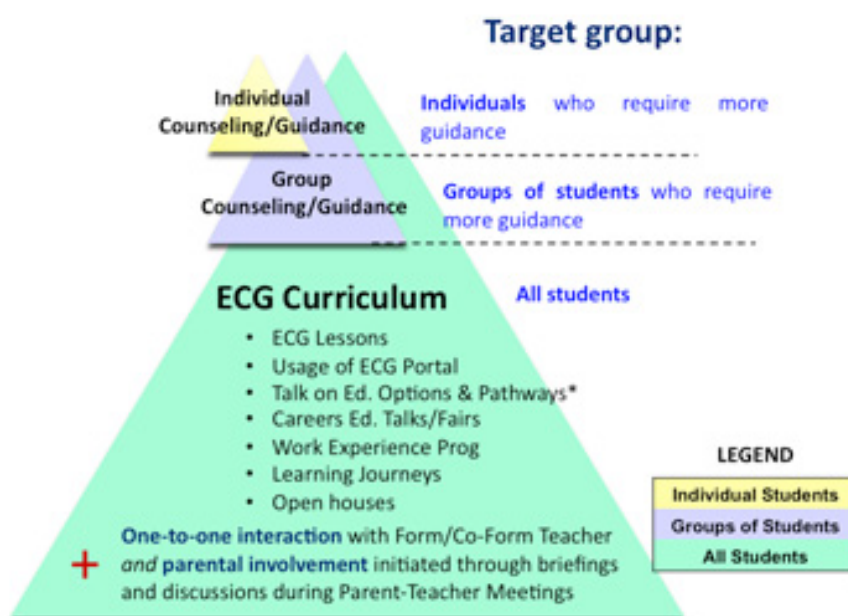 Target group:
Individual
Counseling/Guidance
Individuals who require more
guidance
Group
Counseling/Guidance
Groups of students who require
more guidance
ECG Curriculum
All students
• ECG Lessons
• Usage of ECG Portal
• Talk on Ed. Options & Pathways*
• Careers Ed. Talks/Fairs
• Work Experience Prog
• Learning Journeys
• Open houses
+ One-to-one interaction with Form/Co-Form Teacher
and parental involvement initiated through briefings
and discussions during Parent-Teacher Meetings
LEGEND
Individual Students
Groups of Students
All Students